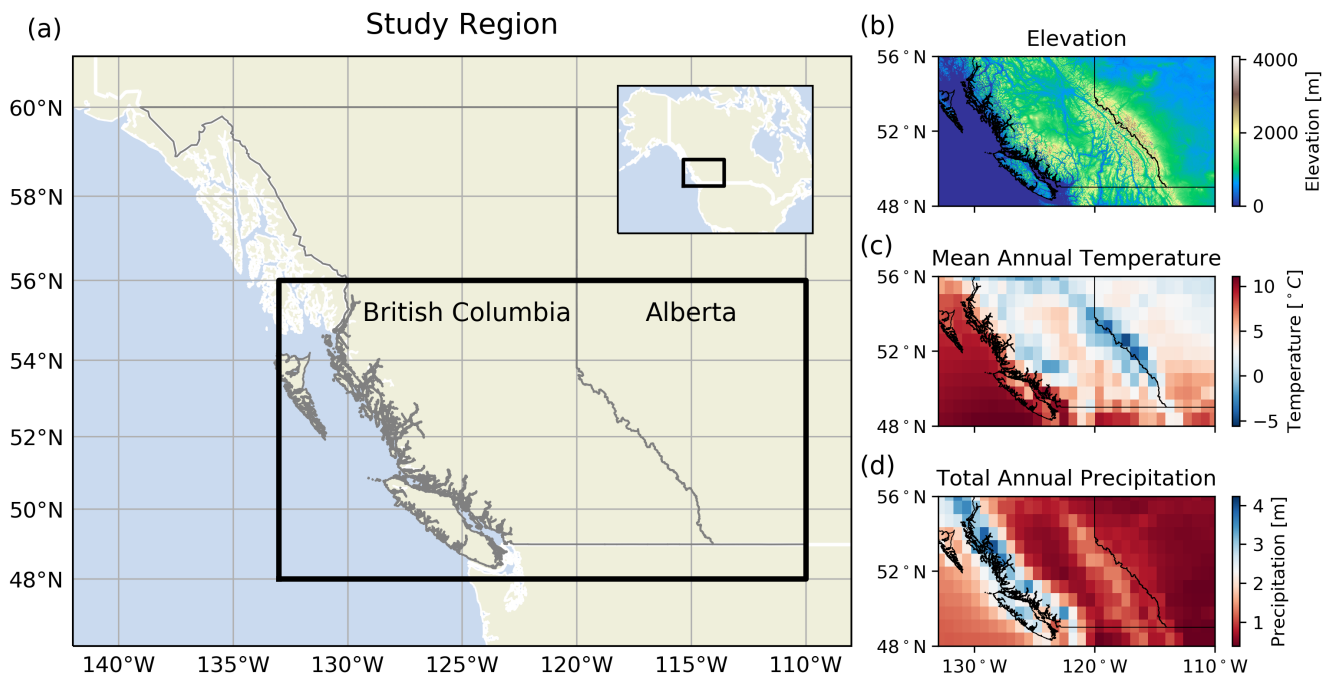 (a)
Study Region
60°N
58°N
56°N
54°N
52°N
50°N
48°N
140°W 135°W 130°W 125°W 120°W 115°W 110°W
British Columbia
Alberta
(b)
Elevation
56°N
52°N
48°N
4000
2000
0
Elevation [m]
(c)
Mean Annual Temperature
56°N
52°N
48°N
10
5
0
−5
Temperature [°C]
(d)
Total Annual Precipitation
56°N
52°N
48°N
130°W 120°W 110°W
4
3
2
1
Precipitation [m]